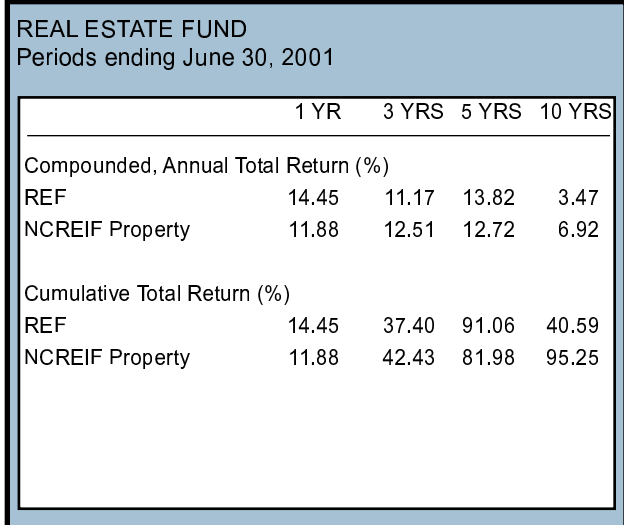 REAL ESTATE FUND
Periods ending June 30, 2001
1 YR 3 YRS 5 YRS 10 YRS
Compounded, Annual Total Return (%)
REF 14.45 11.17 13.82 3.47
NCREIF Property 11.88 12.51 12.72 6.92
Cumulative Total Return (%)
REF 14.45 37.40 91.06 40.59
NCREIF Property 11.88 42.43 81.98 95.25